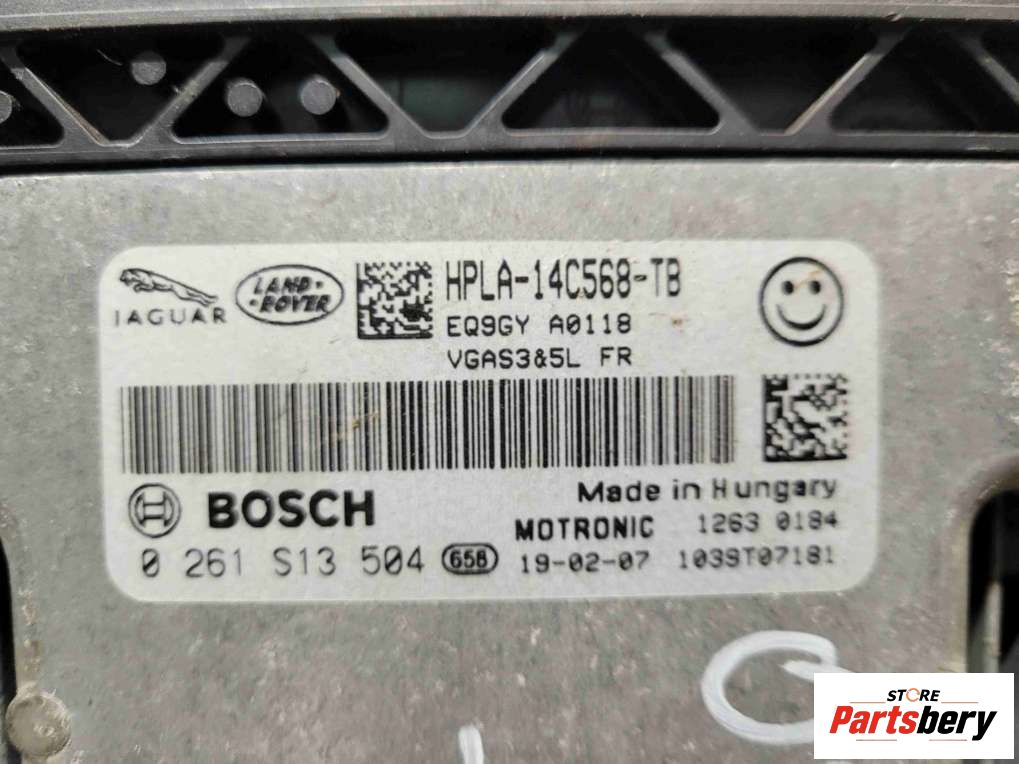 JAGUAR
LAND-
-ROVER
HPLA-14C568-TB
EQ9GY A0118
VGAS3&5L FR
BOSCH
Made in Hungary
MOTRONIC 1263 0184
0 261 S13 504 658 19-02-07 1039T07181
STORE
Partsbery